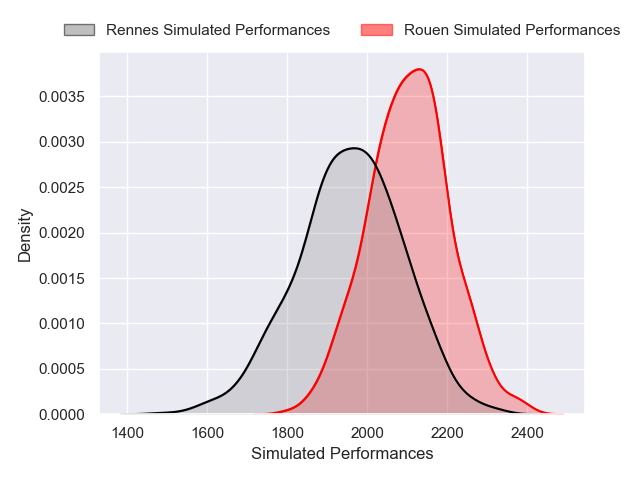 Rennes Simulated Performances Rouen Simulated Performances
0.0035
0.0030
0.0025
0.0020
0.0015
0.0010
0.0005
0.0000
Density
1400 1600 1800 2000 2200 2400
Simulated Performances